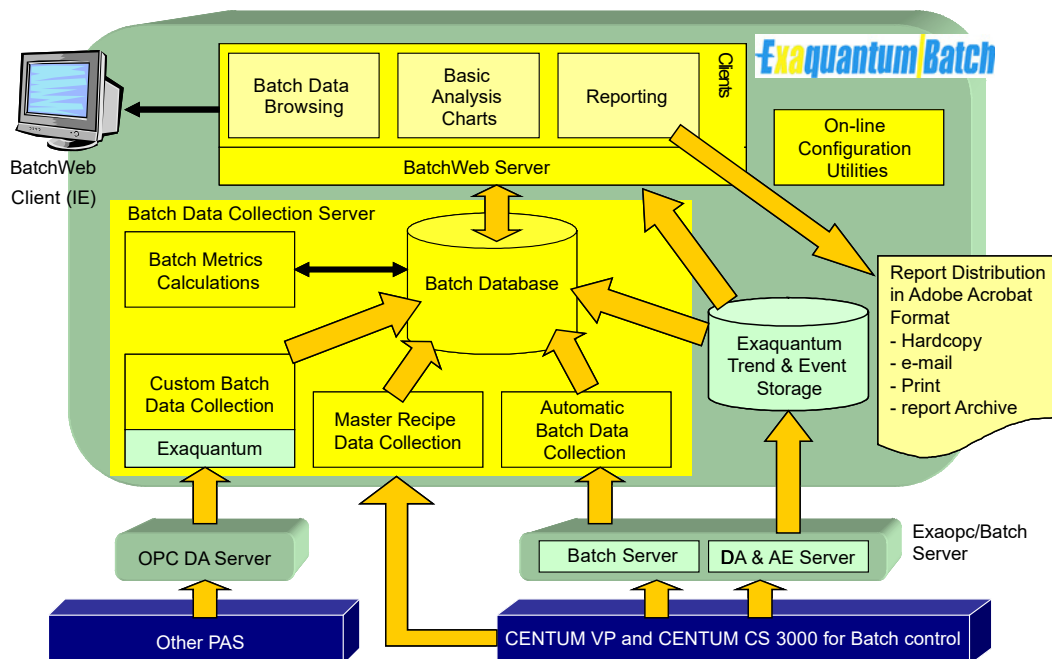 Exaquantum/Batch
Clients
Batch Data
Browsing
Basic
Analysis
Charts
Reporting
BatchWeb Server
On-line
Configuration
Utilities
BatchWeb
Client (IE)
Batch Data Collection Server
Batch Metrics
Calculations
Batch Database
Custom Batch
Data Collection
Exaquantum
Master Recipe
Data Collection
Automatic
Batch Data
Collection
Exaquantum
Trend & Event
Storage
Report Distribution
in Adobe Acrobat
Format
- Hardcopy
- e-mail
- Print
- report Archive
OPC DA Server
Batch Server
DA & AE Server
Exaopc/Batch
Server
Other PAS
CENTUM VP and CENTUM CS 3000 for Batch control